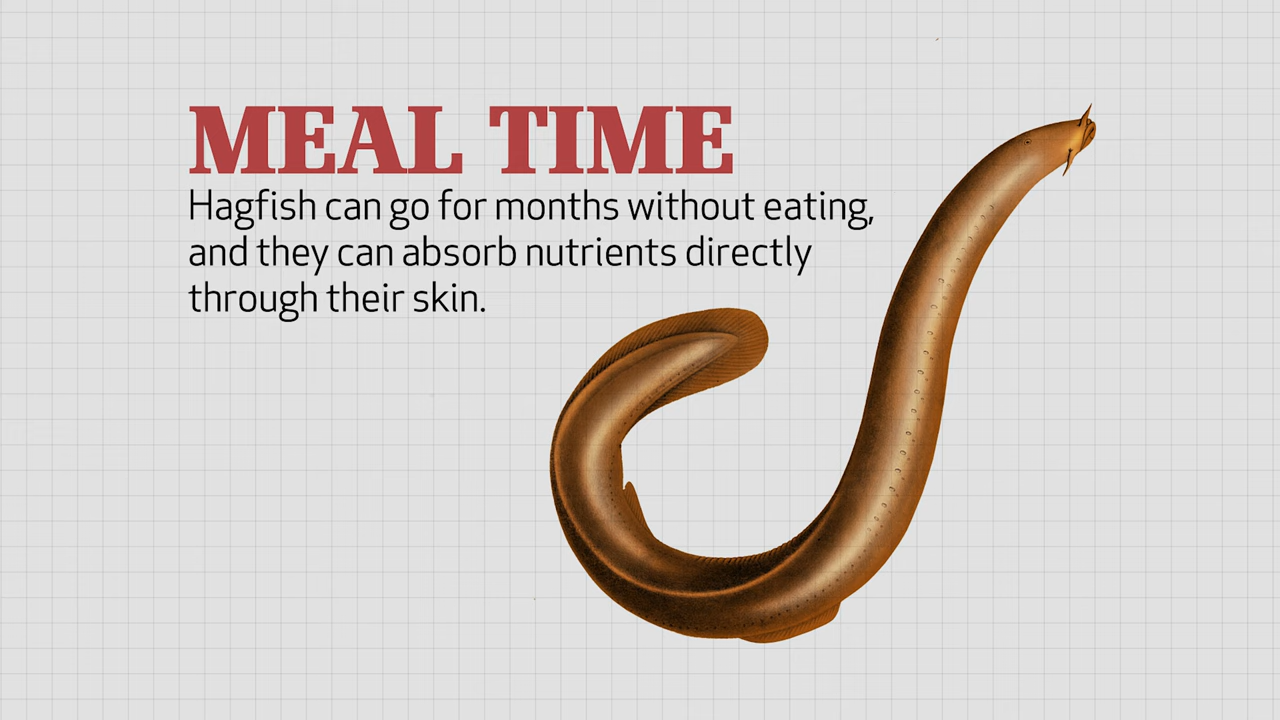 MEAL TIME
Hagfish can go for months without eating,
and they can absorb nutrients directly
through their skin.